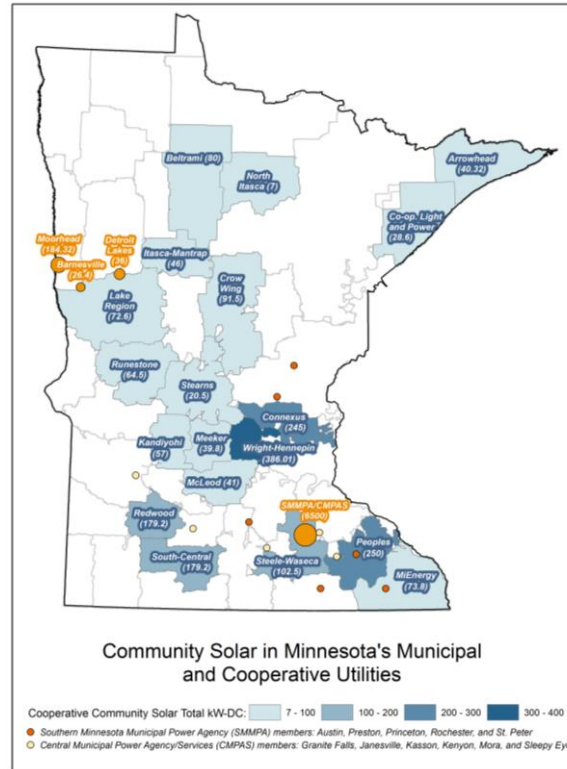 Beltrami (80)
North
Itasca (7)
Arrowhead
(40.32)
Co-op. Light
and Power
(28.6)
Moorhead
(184.32)
Detroit
Lakes
(36)
Barnesville
(26.4)
Itasca-Mantrap
(46)
Crow
Wing
(91.5)
Lake
Region
(72.6)
Runestone
(64.5)
Stearns
(20.5)
Connexus
(245)
Kandiyohi
(57)
Meeker
(39.8)
Wright-Hennepin
(386.01)
McLeod (41)
SMMPA/CMPAS
(6500)
Redwood
(179.2)
Peoples
(250)
South-Central
(179.2)
Steele-Waseca
(102.5)
MiEnergy
(73.8)
Community Solar in Minnesota's Municipal
and Cooperative Utilities
Cooperative Community Solar Total kW-DC: 7 - 100 100 - 200 200 - 300 300 - 400
Southern Minnesota Municipal Power Agency (SMMPA) members: Austin, Preston, Princeton, Rochester, and St. Peter
Central Municipal Power Agency/Services (CMPAS) members: Granite Falls, Janesville, Kasson, Kenyon, Mora, and Sleepy Eye